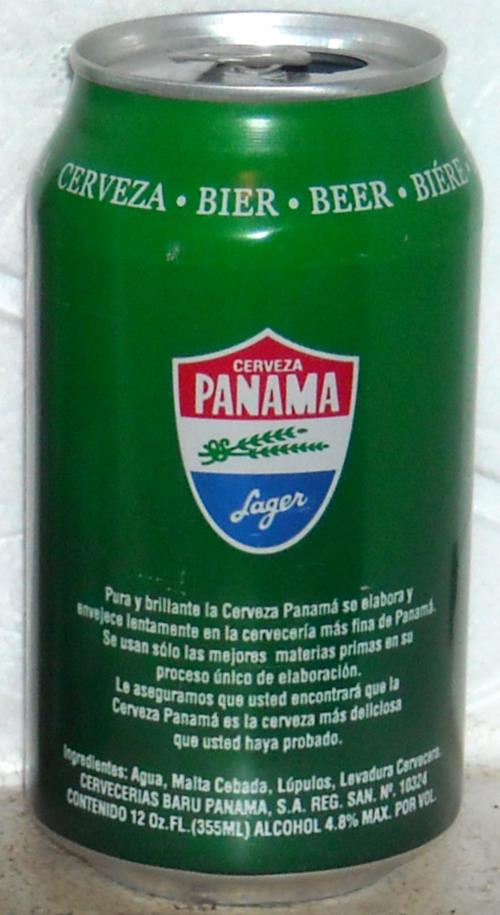 CERVEZA • BIER • BEER • BIÉRE •
CERVEZA
PANAMA
Lager
Pura y brillante la Cerveza Panamá se elabora y
envejece lentamente en la cervecería más fina de Panamá.
Se usan sólo las mejores materias primas en su
proceso único de elaboración.
Le aseguramos que usted encontrará que la
Cerveza Panamá es la cerveza más deliciosa
que usted haya probado.
Ingredientes: Agua, Malta Cebada, Lúpulos, Levadura Cervecera.
CERVECERIAS BARU PANAMA, S.A. REG. SAN. Nº. 10324
CONTENIDO 12 Oz.FL.(355ML) ALCOHOL 4.8% MAX. POR VOL.